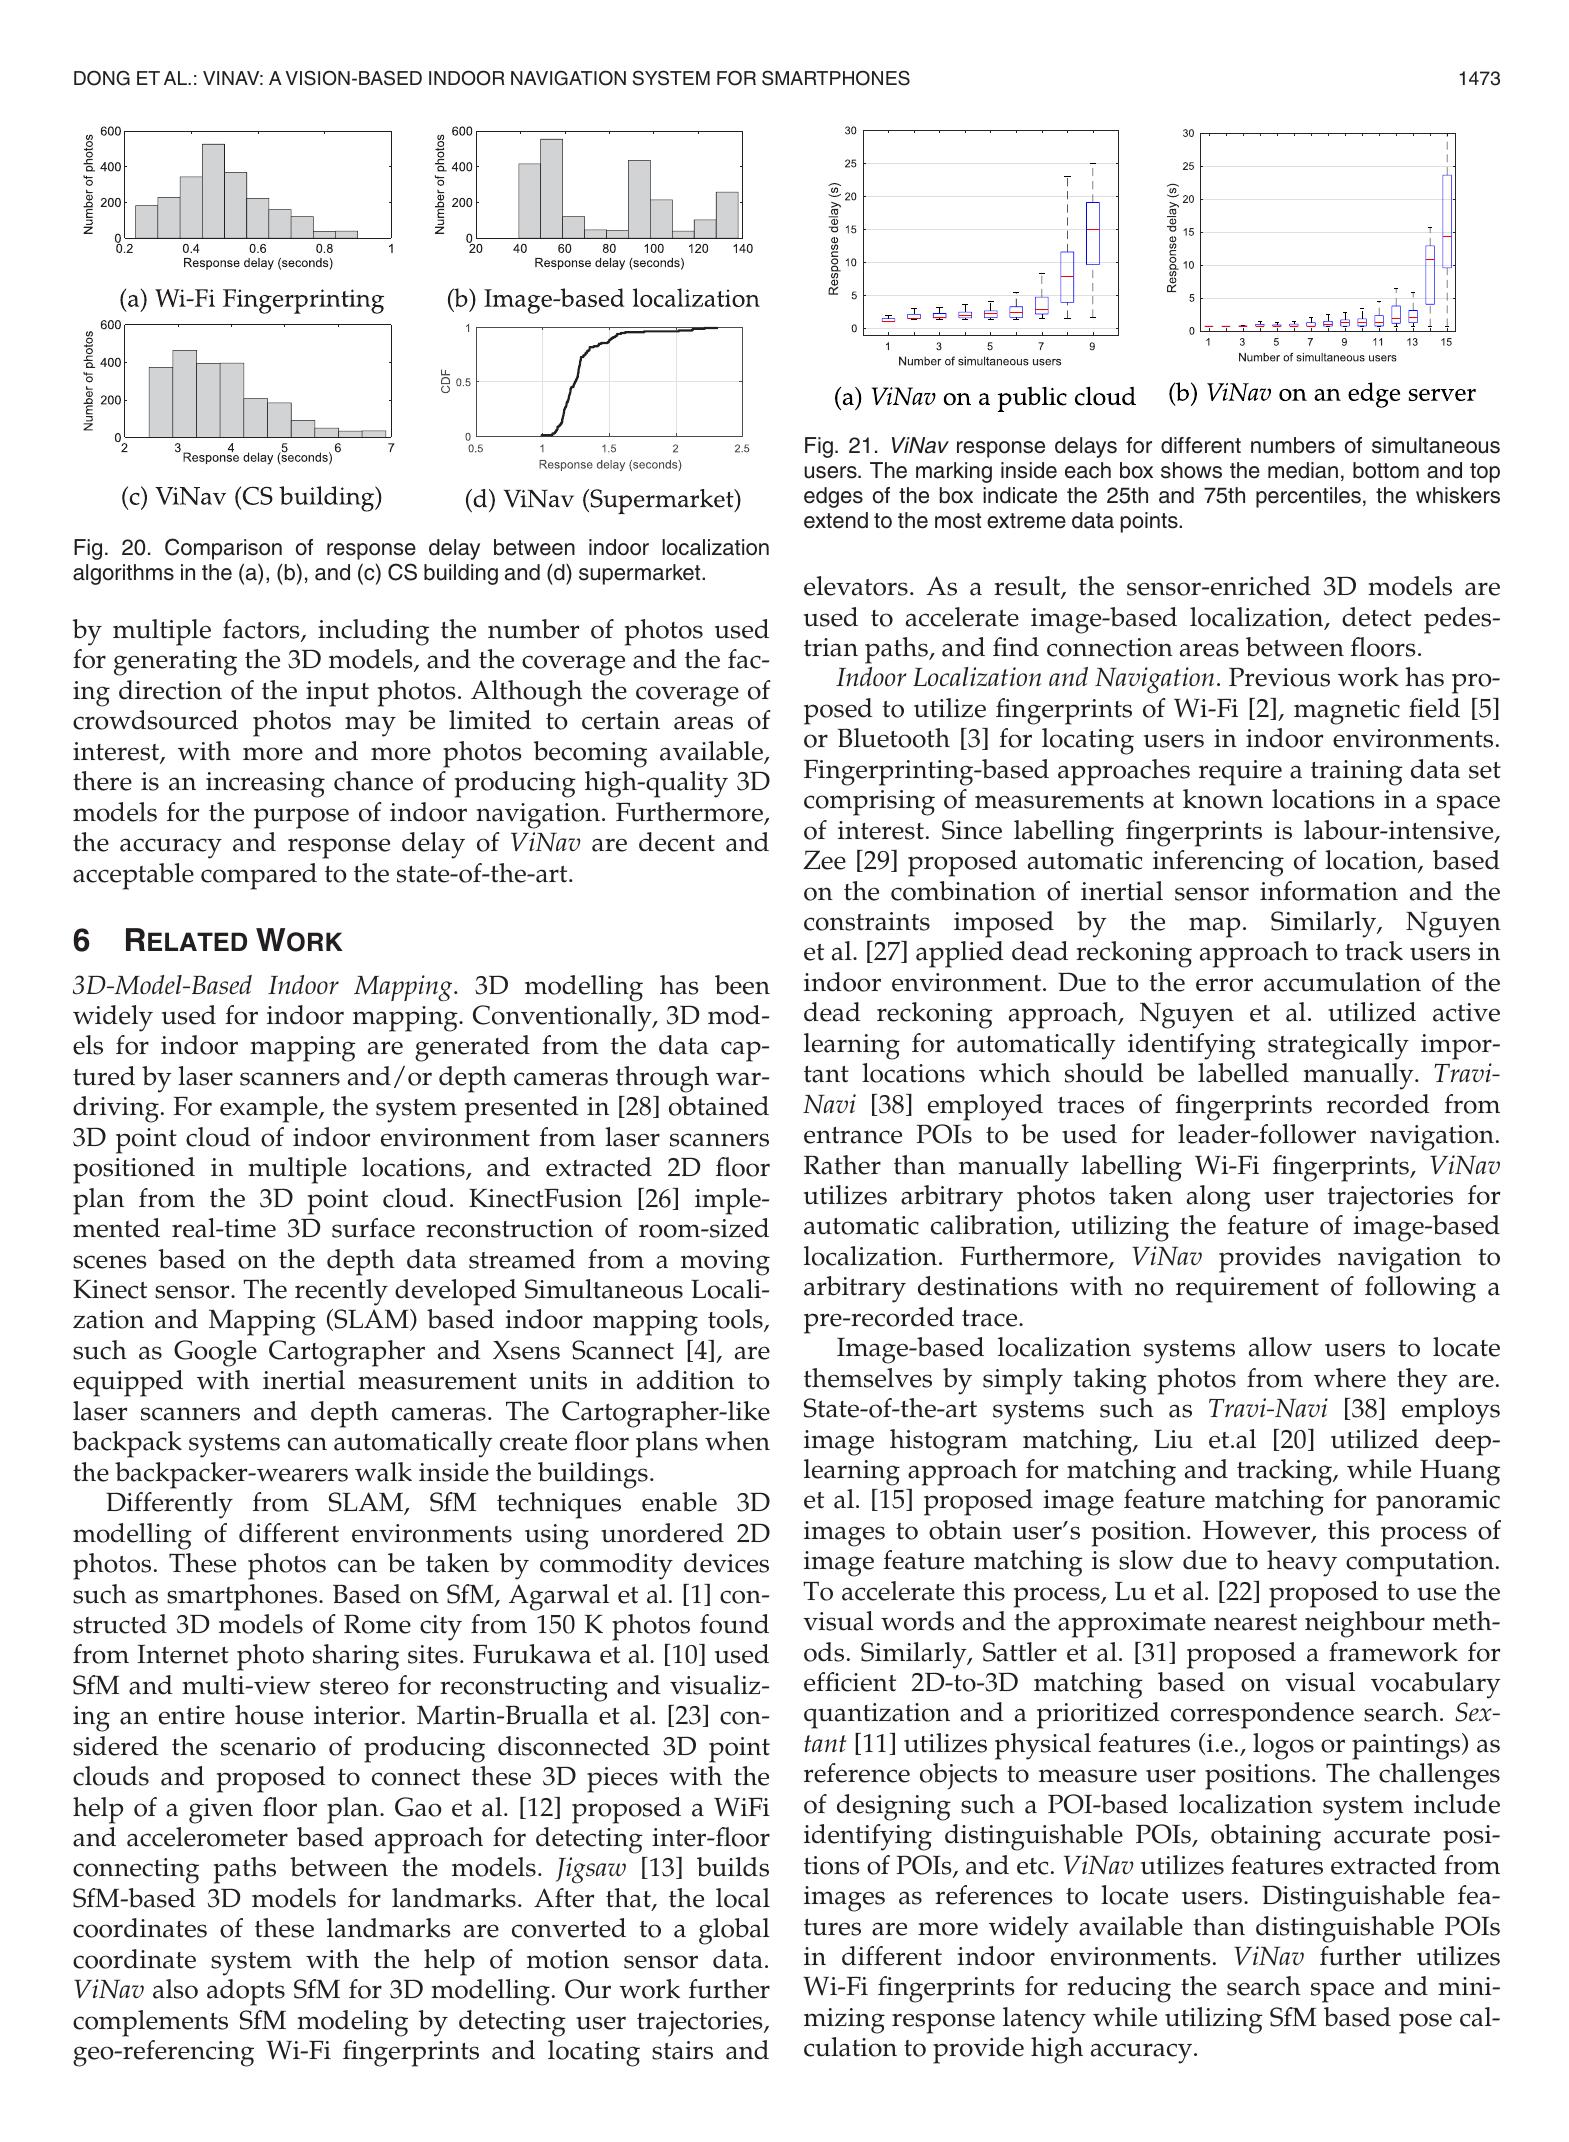 DONG ET AL.: VINAV: A VISION-BASED INDOOR NAVIGATION SYSTEM FOR SMARTPHONES 1473
Number of photos
600
400
200
0
0.2 0.4 0.6 0.8 1
Response delay (seconds)
(a) Wi-Fi Fingerprinting
Number of photos
600
400
200
0
20 40 60 80 100 120 140
Response delay (seconds)
(b) Image-based localization
Number of photos
600
400
200
0
2 3 4 5 6 7
Response delay (seconds)
(c) ViNav (CS building)
CDF
1
0.5
0
0.5 1 1.5 2 2.5
Response delay (seconds)
(d) ViNav (Supermarket)
Fig. 20. Comparison of response delay between indoor localization
algorithms in the (a), (b), and (c) CS building and (d) supermarket.
by multiple factors, including the number of photos used
for generating the 3D models, and the coverage and the fac-
ing direction of the input photos. Although the coverage of
crowdsourced photos may be limited to certain areas of
interest, with more and more photos becoming available,
there is an increasing chance of producing high-quality 3D
models for the purpose of indoor navigation. Furthermore,
the accuracy and response delay of ViNav are decent and
acceptable compared to the state-of-the-art.
6 RELATED WORK
3D-Model-Based Indoor Mapping. 3D modelling has been
widely used for indoor mapping. Conventionally, 3D mod-
els for indoor mapping are generated from the data cap-
tured by laser scanners and/or depth cameras through war-
driving. For example, the system presented in [28] obtained
3D point cloud of indoor environment from laser scanners
positioned in multiple locations, and extracted 2D floor
plan from the 3D point cloud. KinectFusion [26] imple-
mented real-time 3D surface reconstruction of room-sized
scenes based on the depth data streamed from a moving
Kinect sensor. The recently developed Simultaneous Locali-
zation and Mapping (SLAM) based indoor mapping tools,
such as Google Cartographer and Xsens Scannect [4], are
equipped with inertial measurement units in addition to
laser scanners and depth cameras. The Cartographer-like
backpack systems can automatically create floor plans when
the backpacker-wearers walk inside the buildings.
Differently from SLAM, SfM techniques enable 3D
modelling of different environments using unordered 2D
photos. These photos can be taken by commodity devices
such as smartphones. Based on SfM, Agarwal et al. [1] con-
structed 3D models of Rome city from 150 K photos found
from Internet photo sharing sites. Furukawa et al. [10] used
SfM and multi-view stereo for reconstructing and visualiz-
ing an entire house interior. Martin-Brualla et al. [23] con-
sidered the scenario of producing disconnected 3D point
clouds and proposed to connect these 3D pieces with the
help of a given floor plan. Gao et al. [12] proposed a WiFi
and accelerometer based approach for detecting inter-floor
connecting paths between the models. Jigsaw [13] builds
SfM-based 3D models for landmarks. After that, the local
coordinates of these landmarks are converted to a global
coordinate system with the help of motion sensor data.
ViNav also adopts SfM for 3D modelling. Our work further
complements SfM modeling by detecting user trajectories,
geo-referencing Wi-Fi fingerprints and locating stairs and
Response delay (s)
30
25
20
15
10
5
0
1 3 5 7 9
Number of simultaneous users
(a) ViNav on a public cloud
Response delay (s)
30
25
20
15
10
5
0
1 3 5 7 9 11 13 15
Number of simultaneous users
(b) ViNav on an edge server
Fig. 21. ViNav response delays for different numbers of simultaneous
users. The marking inside each box shows the median, bottom and top
edges of the box indicate the 25th and 75th percentiles, the whiskers
extend to the most extreme data points.
elevators. As a result, the sensor-enriched 3D models are
used to accelerate image-based localization, detect pedes-
trian paths, and find connection areas between floors.
Indoor Localization and Navigation. Previous work has pro-
posed to utilize fingerprints of Wi-Fi [2], magnetic field [5]
or Bluetooth [3] for locating users in indoor environments.
Fingerprinting-based approaches require a training data set
comprising of measurements at known locations in a space
of interest. Since labelling fingerprints is labour-intensive,
Zee [29] proposed automatic inferencing of location, based
on the combination of inertial sensor information and the
constraints imposed by the map. Similarly, Nguyen
et al. [27] applied dead reckoning approach to track users in
indoor environment. Due to the error accumulation of the
dead reckoning approach, Nguyen et al. utilized active
learning for automatically identifying strategically impor-
tant locations which should be labelled manually. Travi-
Navi [38] employed traces of fingerprints recorded from
entrance POIs to be used for leader-follower navigation.
Rather than manually labelling Wi-Fi fingerprints, ViNav
utilizes arbitrary photos taken along user trajectories for
automatic calibration, utilizing the feature of image-based
localization. Furthermore, ViNav provides navigation to
arbitrary destinations with no requirement of following a
pre-recorded trace.
Image-based localization systems allow users to locate
themselves by simply taking photos from where they are.
State-of-the-art systems such as Travi-Navi [38] employs
image histogram matching, Liu et.al [20] utilized deep-
learning approach for matching and tracking, while Huang
et al. [15] proposed image feature matching for panoramic
images to obtain user's position. However, this process of
image feature matching is slow due to heavy computation.
To accelerate this process, Lu et al. [22] proposed to use the
visual words and the approximate nearest neighbour meth-
ods. Similarly, Sattler et al. [31] proposed a framework for
efficient 2D-to-3D matching based on visual vocabulary
quantization and a prioritized correspondence search. Sex-
tant [11] utilizes physical features (i.e., logos or paintings) as
reference objects to measure user positions. The challenges
of designing such a POI-based localization system include
identifying distinguishable POIs, obtaining accurate posi-
tions of POIs, and etc. ViNav utilizes features extracted from
images as references to locate users. Distinguishable fea-
tures are more widely available than distinguishable POIs
in different indoor environments. ViNav further utilizes
Wi-Fi fingerprints for reducing the search space and mini-
mizing response latency while utilizing SfM based pose cal-
culation to provide high accuracy.